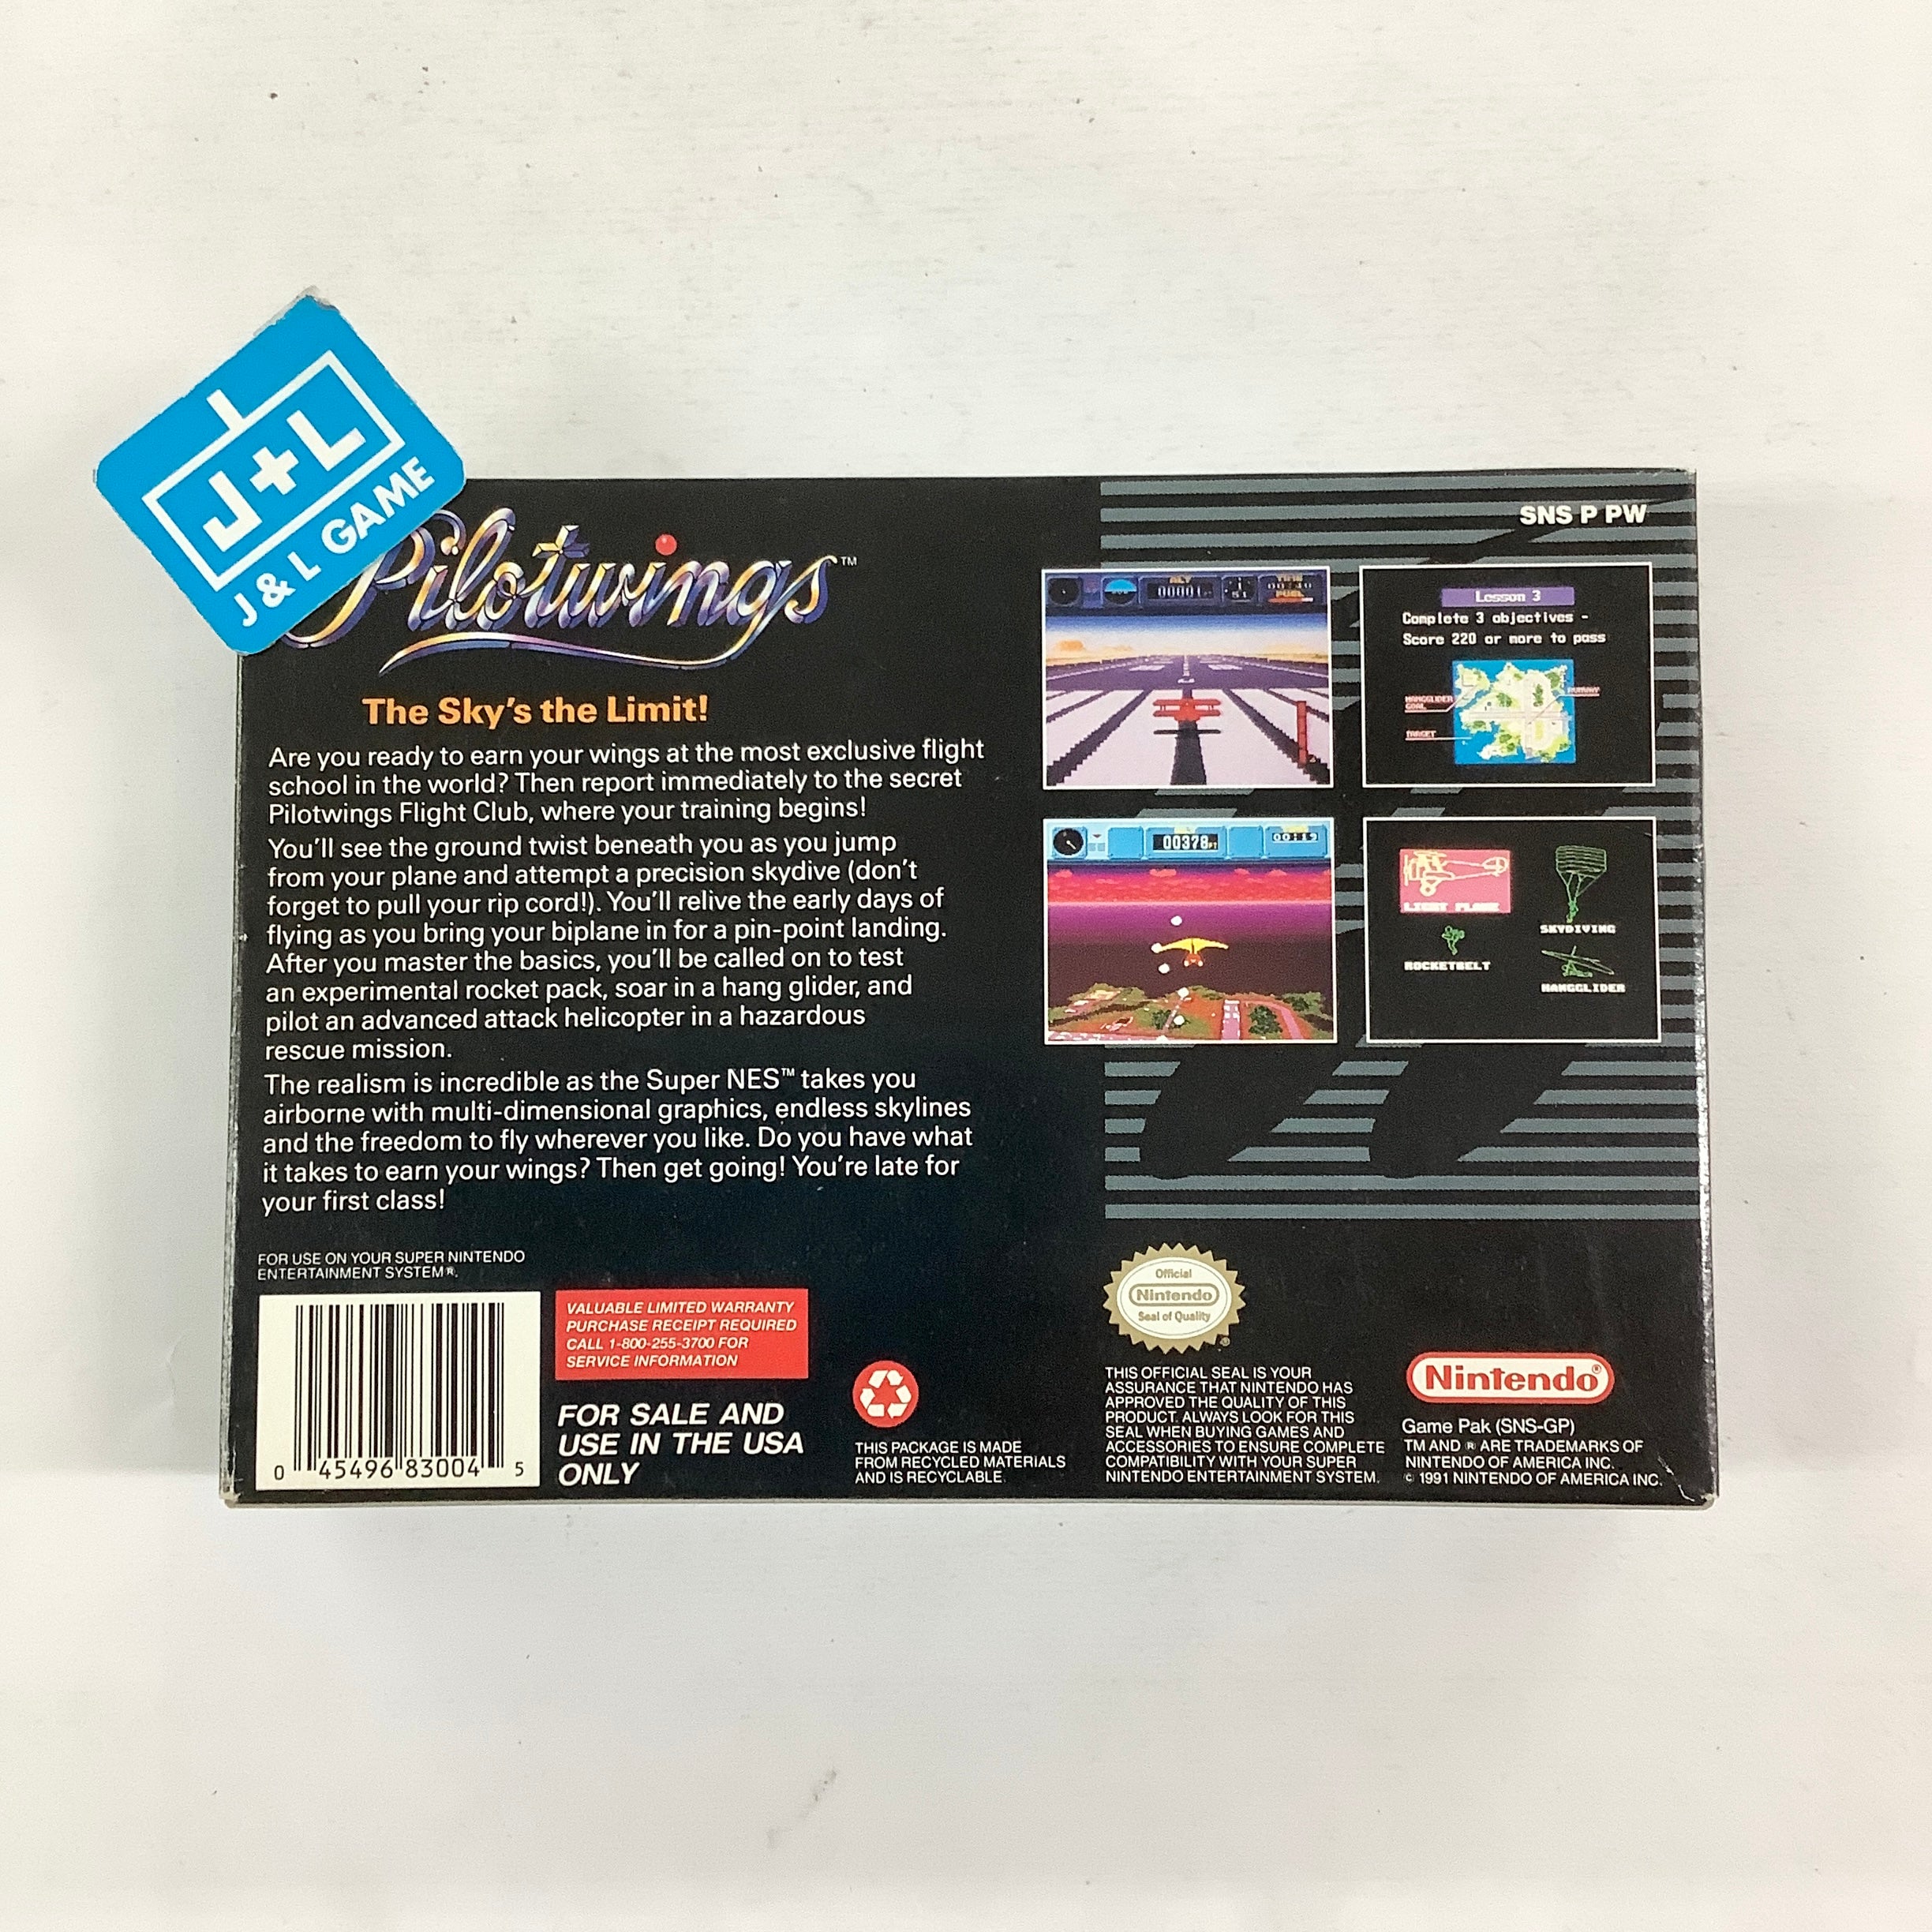 J+L
J & L GAME
Pilotwings™
The Sky's the Limit!
Are you ready to earn your wings at the most exclusive flight
school in the world? Then report immediately to the secret
Pilotwings Flight Club, where your training begins!
You'll see the ground twist beneath you as you jump
from your plane and attempt a precision skydive (don't
forget to pull your rip cord!). You'll relive the early days of
flying as you bring your biplane in for a pin-point landing.
After you master the basics, you'll be called on to test
an experimental rocket pack, soar in a hang glider, and
pilot an advanced attack helicopter in a hazardous
rescue mission.
The realism is incredible as the Super NES™ takes you
airborne with multi-dimensional graphics, endless skylines
and the freedom to fly wherever you like. Do you have what
it takes to earn your wings? Then get going! You're late for
your first class!
FOR USE ON YOUR SUPER NINTENDO
ENTERTAINMENT SYSTEM®.
0 45496 83004 5
VALUABLE LIMITED WARRANTY
PURCHASE RECEIPT REQUIRED
CALL 1-800-255-3700 FOR
SERVICE INFORMATION
FOR SALE AND
USE IN THE USA
ONLY
THIS PACKAGE IS MADE
FROM RECYCLED MATERIALS
AND IS RECYCLABLE.
SNS P PW
ALT
00001
TIME
FUEL
Lesson 3
Complete 3 objectives -
Score 220 or more to pass
HANGGLIDER
GOAL
RUNWAY
TARGET
00378FT
00:19
LIGHT PLANE
SKYDIVING
ROCKETBELT
HANGGLIDER
Official
Nintendo
Seal of Quality
THIS OFFICIAL SEAL IS YOUR
ASSURANCE THAT NINTENDO HAS
APPROVED THE QUALITY OF THIS
PRODUCT. ALWAYS LOOK FOR THIS
SEAL WHEN BUYING GAMES AND
ACCESSORIES TO ENSURE COMPLETE
COMPATIBILITY WITH YOUR SUPER
NINTENDO ENTERTAINMENT SYSTEM.
Nintendo®
Game Pak (SNS-GP)
TM AND ® ARE TRADEMARKS OF
NINTENDO OF AMERICA INC.
© 1991 NINTENDO OF AMERICA INC.